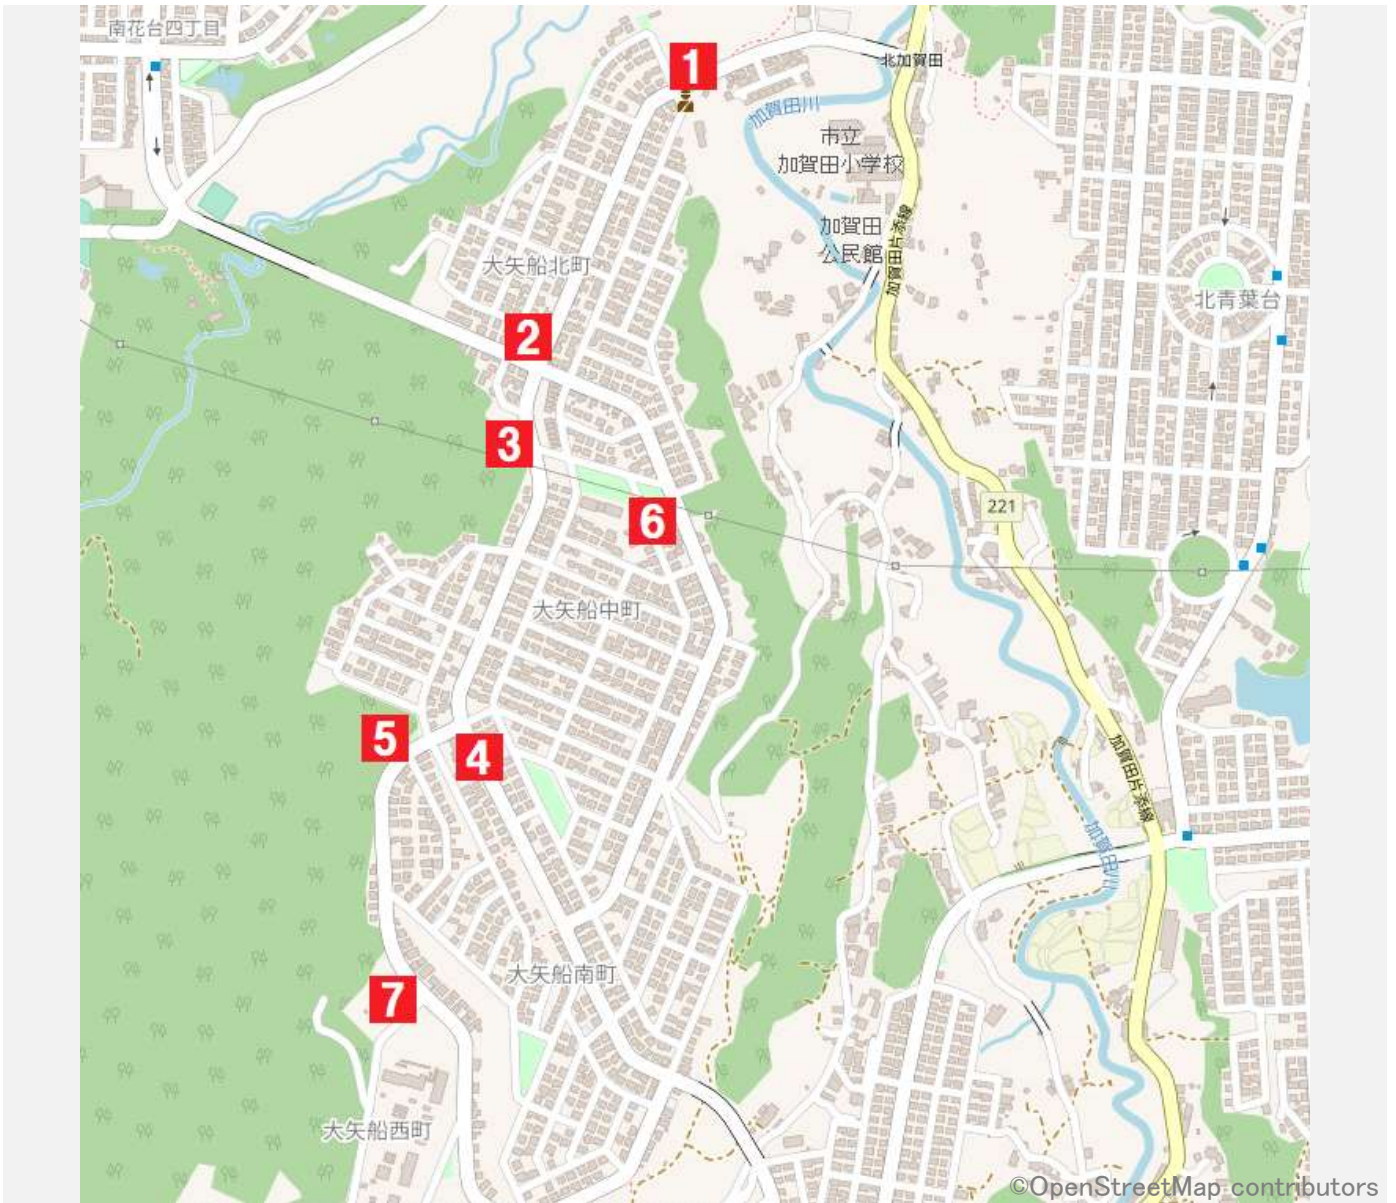 南花台四丁目
1
北加賀田
加賀田川
市立
加賀田小学校
加賀田
公民館
加賀田片添線
大矢船北町
北青葉台
2
3
6
221
大矢船中町
5
4
加賀田片添線
加賀田川
大矢船南町
7
大矢船西町
©OpenStreetMap contributors